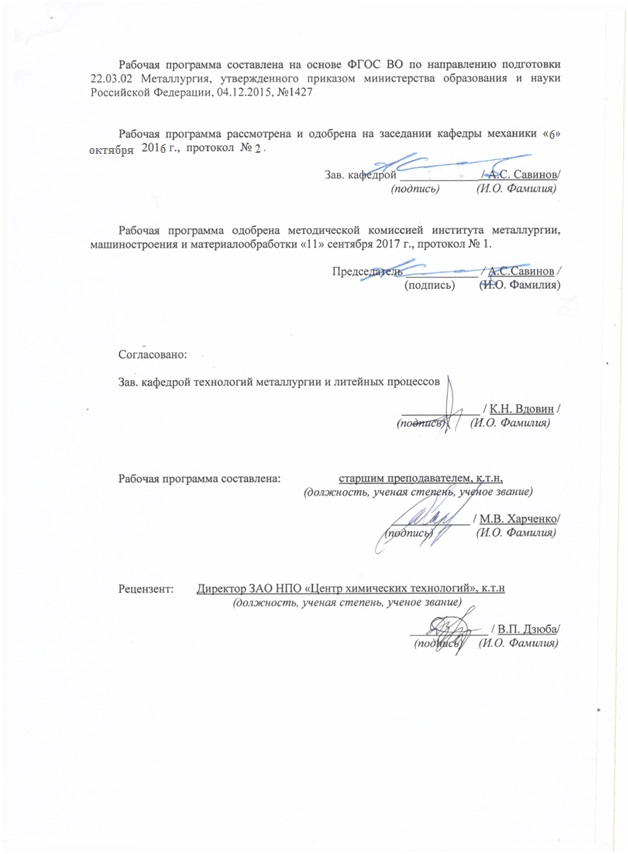 Рабочая программа составлена на основе ФГОС ВО по направлению подготовки
22.03.02 Металлургия, утвержденного приказом министерства образования и науки
Российской Федерации, 04.12.2015, №1427
Рабочая программа рассмотрена и одобрена на заседании кафедры механики «6»
октября 2016 г., протокол № 2.
Зав. кафедрой / А.С. Савинов/
(подпись) (И.О. Фамилия)
Рабочая программа одобрена методической комиссией института металлургии,
машиностроения и материалообработки «11» сентября 2017 г., протокол № 1.
Председатель / А.С.Савинов /
(подпись) (И.О. Фамилия)
Согласовано:
Зав. кафедрой технологий металлургии и литейных процессов
/ К.Н. Вдовин /
(подпись) (И.О. Фамилия)
Рабочая программа составлена: старшим преподавателем, к.т.н,
(должность, ученая степень, ученое звание)
/ М.В. Харченко/
(подпись) (И.О. Фамилия)
Рецензент: Директор ЗАО НПО «Центр химических технологий», к.т.н
(должность, ученая степень, ученое звание)
/ В.П. Дзюба/
(подпись) (И.О. Фамилия)